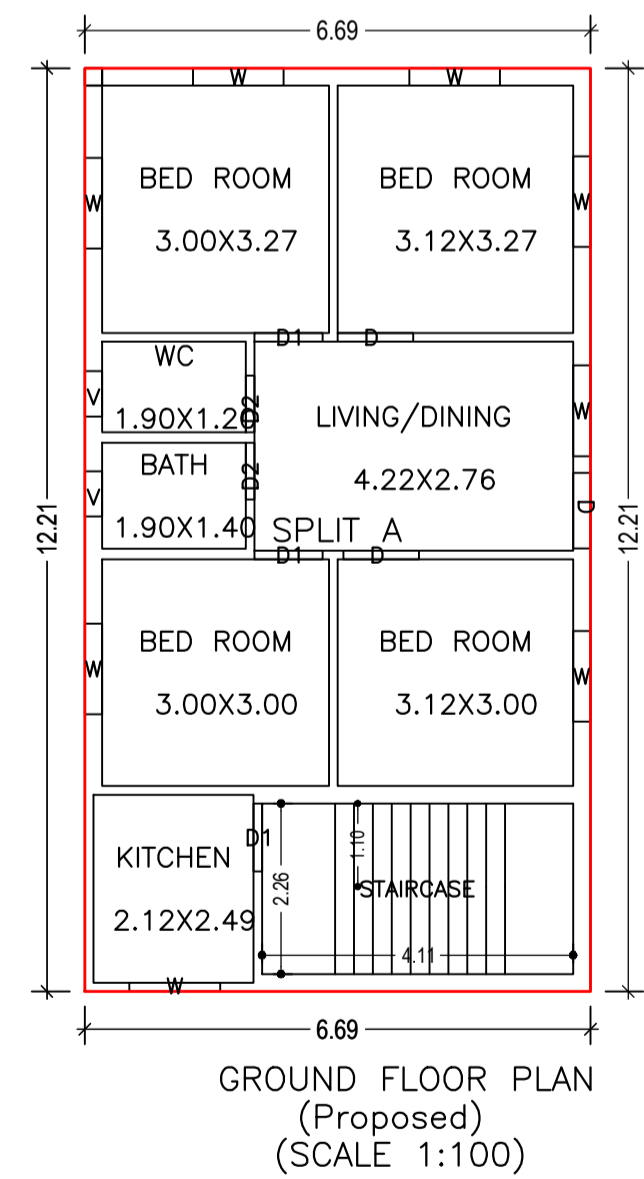 6.69
W W
BED ROOM BED ROOM
W W
3.00X3.27 3.12X3.27
D1 D
WC
V W
1.90X1.20 D2 LIVING/DINING
BATH D2
4.22X2.76
V D
1.90X1.40 SPLIT A
12.21 12.21
D1 D
BED ROOM BED ROOM
W W
3.00X3.00 3.12X3.00
D1 1.10
KITCHEN
2.26 STAIRCASE
2.12X2.49
4.11
W
6.69
GROUND FLOOR PLAN
(Proposed)
(SCALE 1:100)